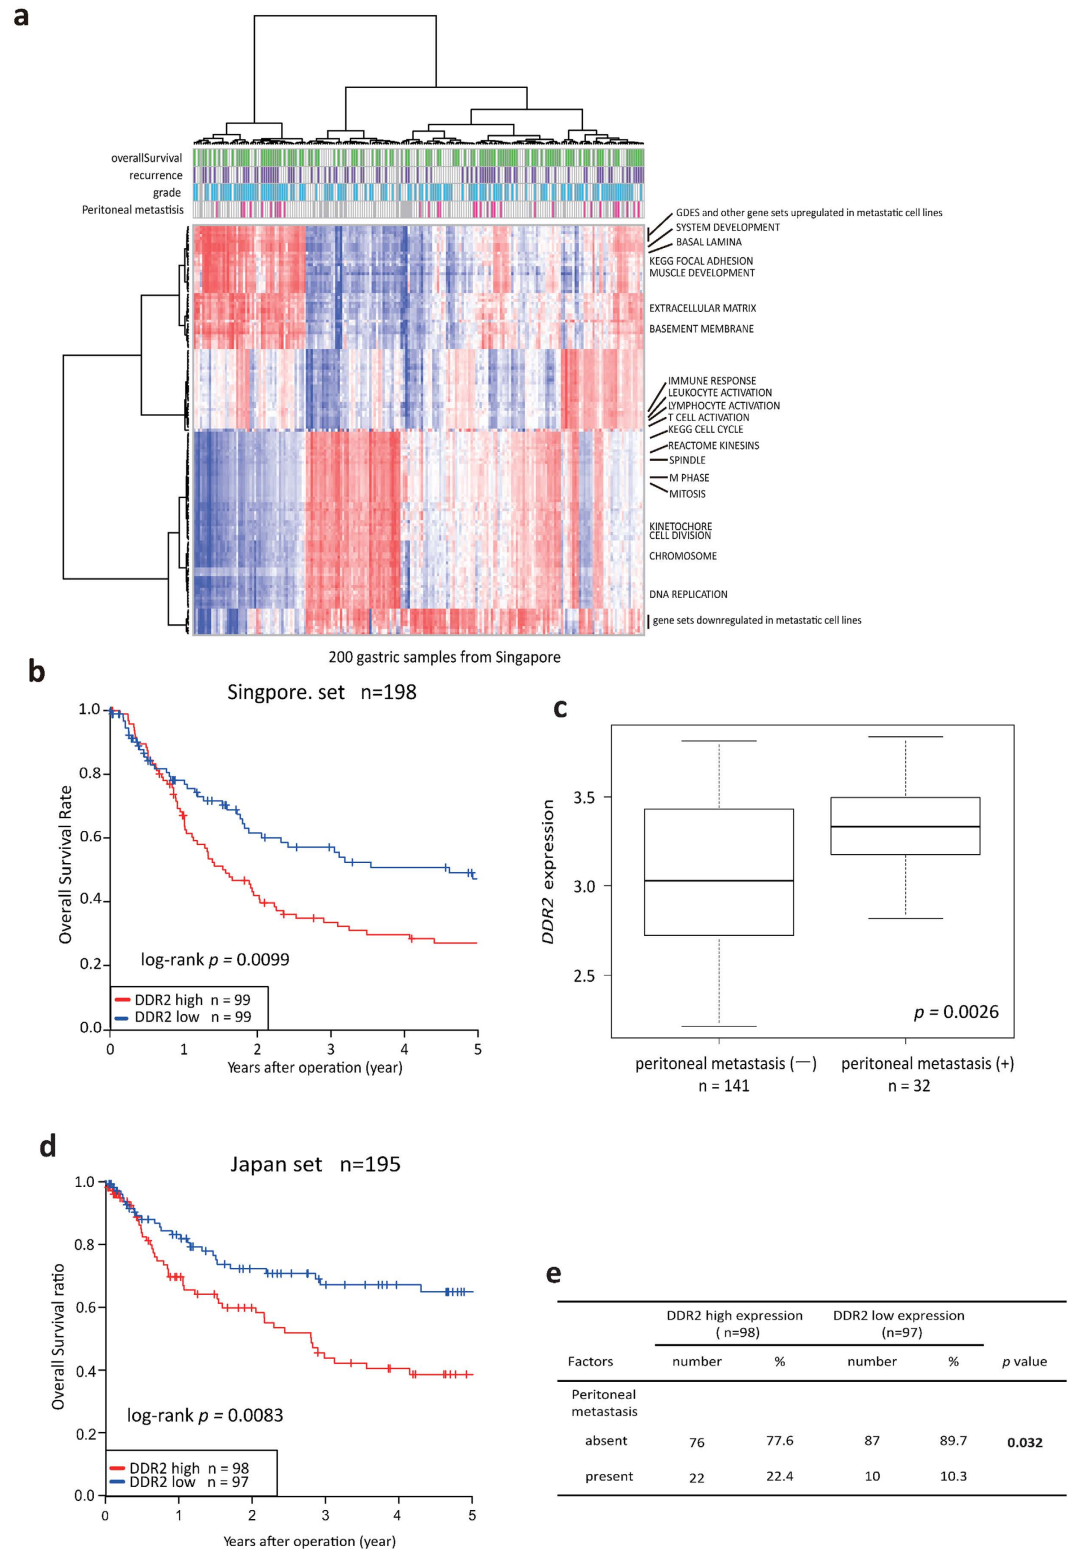 a
overallSurvival
recurrence
grade
Peritoneal metastisis
GDES and other gene sets upregulated in metastatic cell lines
SYSTEM DEVELOPMENT
BASAL LAMINA
KEGG FOCAL ADHESION
MUSCLE DEVELOPMENT
EXTRACELLULAR MATRIX
BASEMENT MEMBRANE
IMMUNE RESPONSE
LEUKOCYTE ACTIVATION
LYMPHOCYTE ACTIVATION
T CELL ACTIVATION
KEGG CELL CYCLE
REACTOME KINESINS
SPINDLE
M PHASE
MITOSIS
KINETOCHORE
CELL DIVISION
CHROMOSOME
DNA REPLICATION
gene sets downregulated in metastatic cell lines
200 gastric samples from Singapore
b
Singpore. set n=198
Overall Survival Rate
1.0
0.8
0.6
0.4
0.2
0.0
log-rank p = 0.0099
DDR2 high n = 99
DDR2 low n = 99
0 1 2 3 4 5
Years after operation (year)
c
DDR2 expression
3.5
3.0
2.5
p = 0.0026
peritoneal metastasis (—) peritoneal metastasis (+)
n = 141 n = 32
d
Japan set n=195
Overall Survival ratio
1.0
0.8
0.6
0.4
0.2
0.0
log-rank p = 0.0083
DDR2 high n = 98
DDR2 low n = 97
0 1 2 3 4 5
Years after operation (year)
e
DDR2 high expression DDR2 low expression
( n=98) (n=97)
Factors number % number % p value
Peritoneal
metastasis
absent 76 77.6 87 89.7 0.032
present 22 22.4 10 10.3